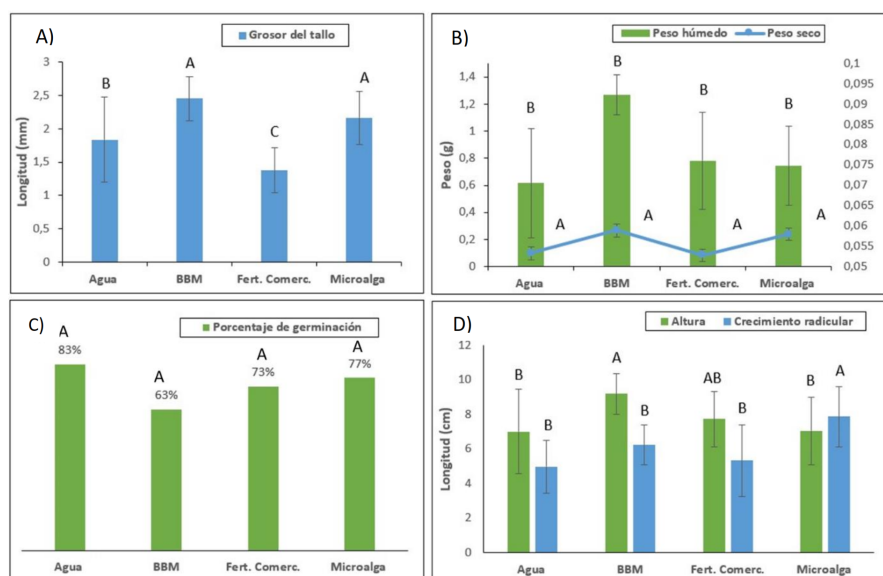 A)
Grosor del tallo
Longitud (mm)
3
2,5
2
1,5
1
0,5
0
B
A
C
A
Agua BBM Fert. Comerc. Microalga
B)
Peso húmedo Peso seco
Peso (g)
1,4
1,2
1
0,8
0,6
0,4
0,2
0
0,1
0,095
0,09
0,085
0,08
0,075
0,07
0,065
0,06
0,055
0,05
B
B
B
B
A
A
A
A
Agua BBM Fert. Comerc. Microalga
C)
Porcentaje de germinación
A
83%
A
63%
A
73%
A
77%
Agua BBM Fert. Comerc. Microalga
D)
Altura Crecimiento radicular
Longitud (cm)
12
10
8
6
4
2
0
B
B
A
B
AB
B
B
A
Agua BBM Fert. Comerc. Microalga